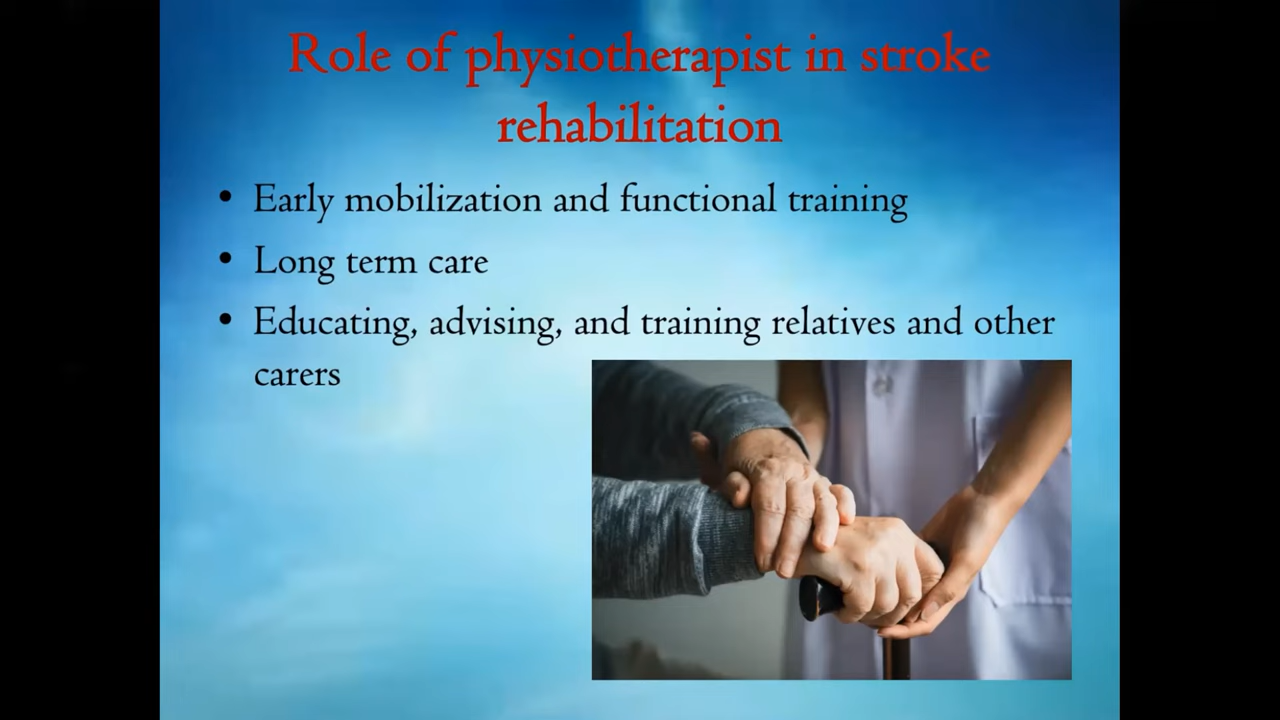 Role of physiotherapist in stroke
rehabilitation
• Early mobilization and functional training
• Long term care
• Educating, advising, and training relatives and other
carers